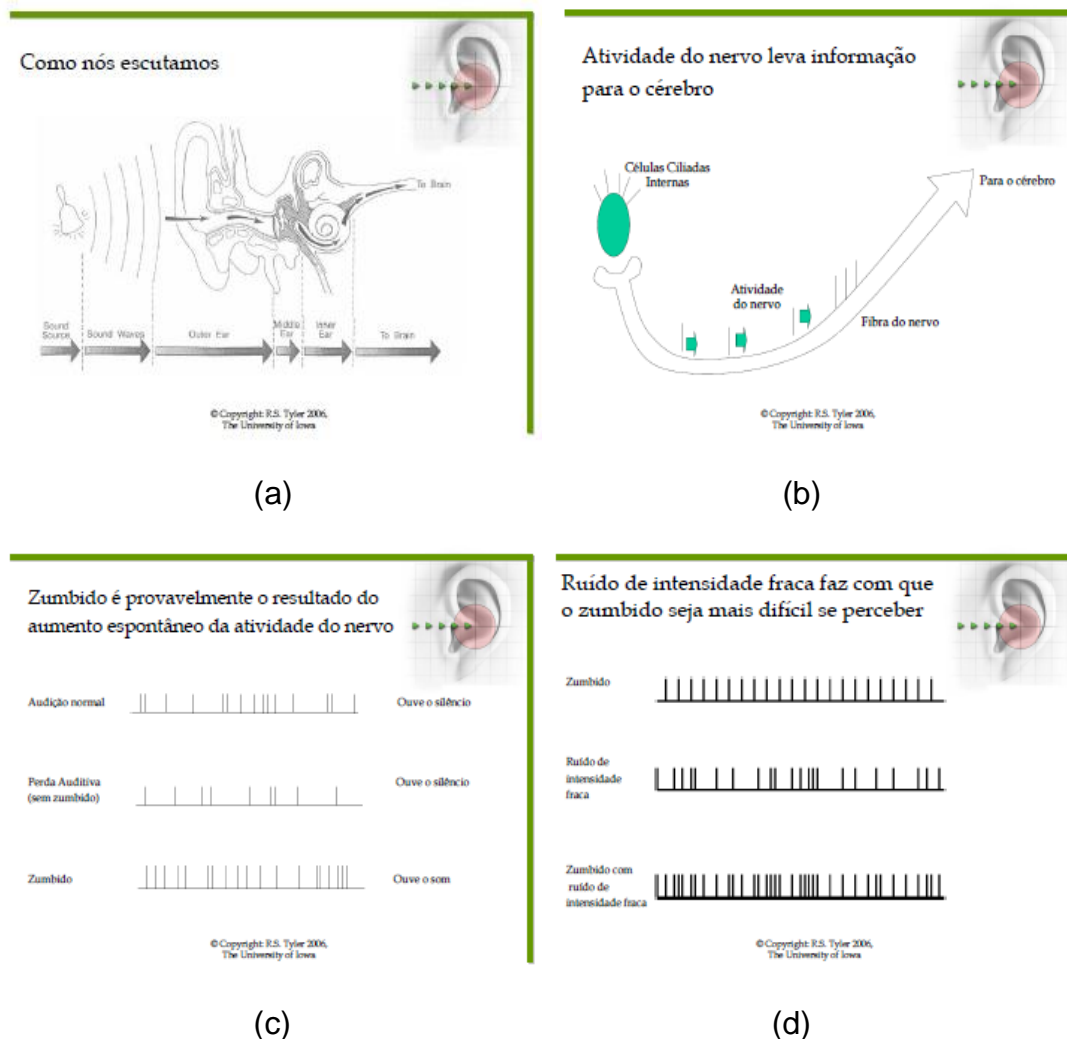 Como nós escutamos
To Brain
Sound Source
Sound Waves
Outer Ear
Middle Ear
Inner Ear
To Brain
© Copyright: R.S. Tyler 2006,
The University of Iowa
(a)
Atividade do nervo leva informação
para o cérebro
Células Ciliadas
Internas
Para o cérebro
Atividade
do nervo
Fibra do nervo
© Copyright: R.S. Tyler 2006,
The University of Iowa
(b)
Zumbido é provavelmente o resultado do
aumento espontâneo da atividade do nervo
Audição normal
Ouve o silêncio
Perda Auditiva
(sem zumbido)
Ouve o silêncio
Zumbido
Ouve o som
© Copyright: R.S. Tyler 2006,
The University of Iowa
(c)
Ruído de intensidade fraca faz com que
o zumbido seja mais difícil se perceber
Zumbido
Ruído de
intensidade
fraca
Zumbido com
ruído de
intensidade fraca
© Copyright: R.S. Tyler 2006,
The University of Iowa
(d)